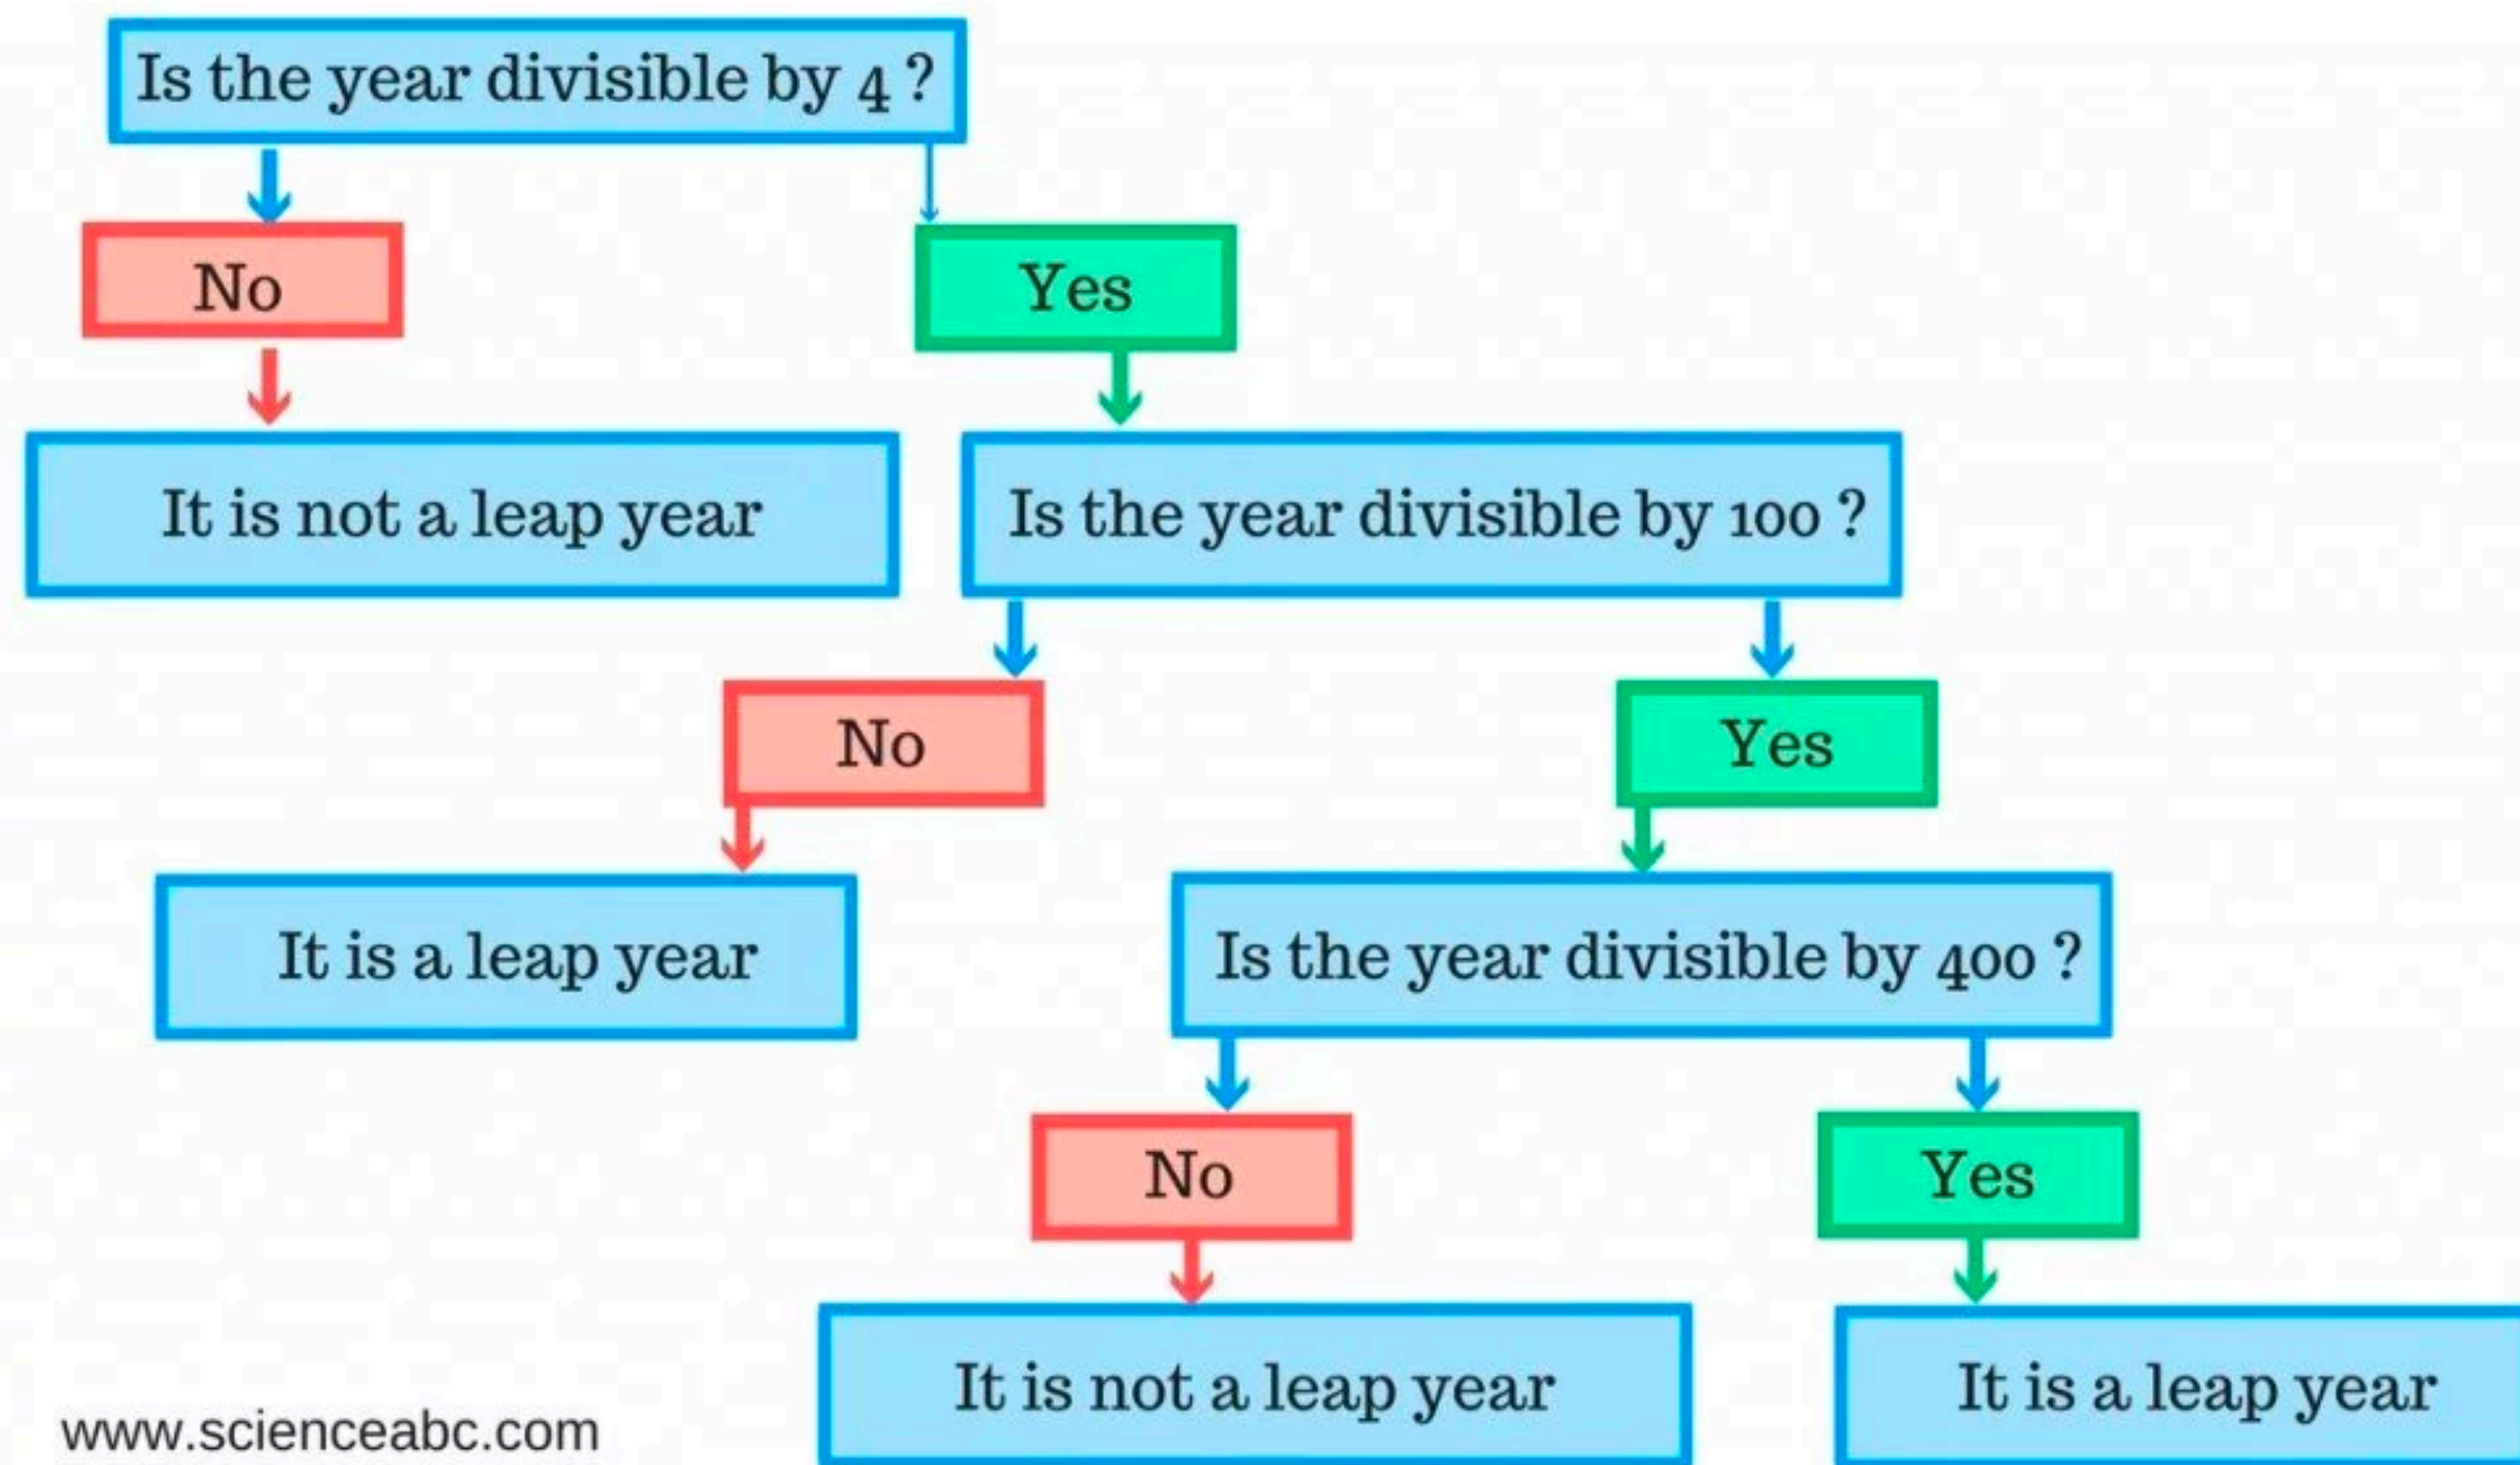 Is the year divisible by 4 ?
No
Yes
It is not a leap year
Is the year divisible by 100 ?
No
Yes
It is a leap year
Is the year divisible by 400 ?
No
Yes
It is not a leap year
It is a leap year
www.scienceabc.com